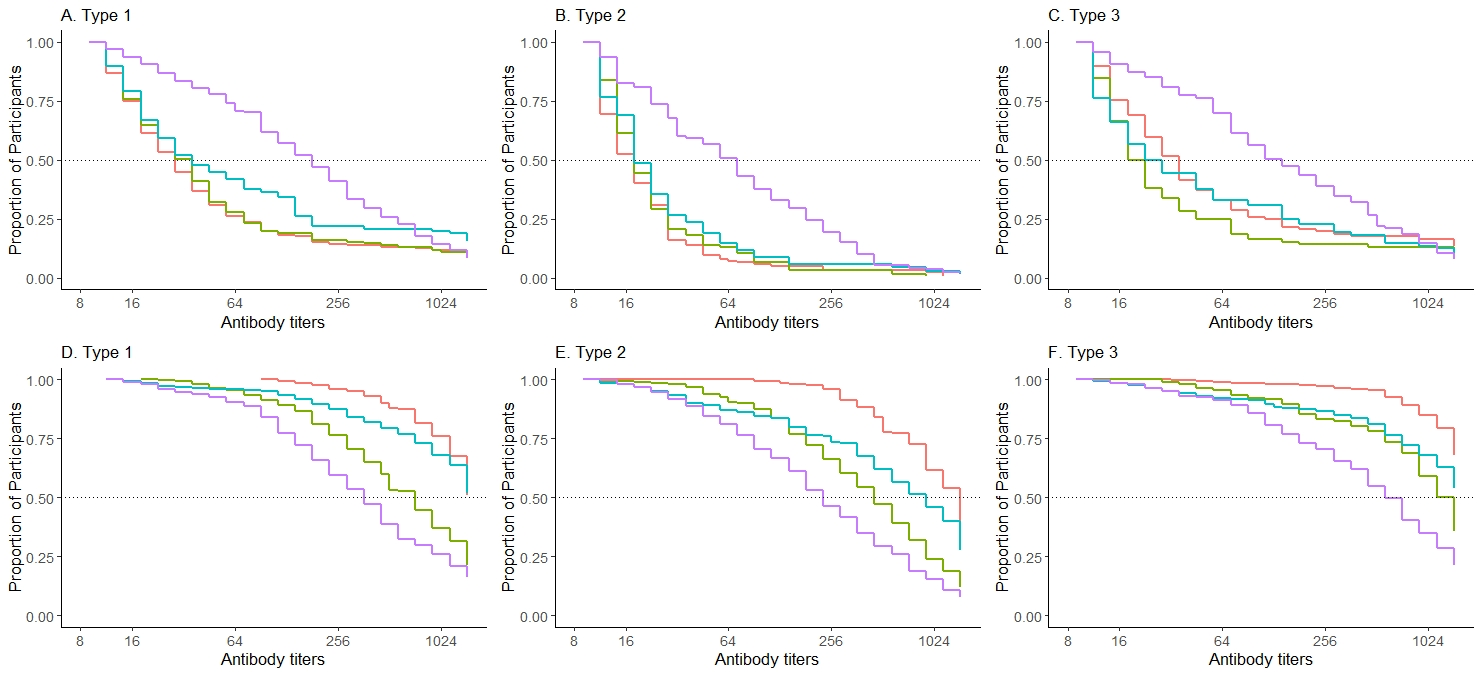 A. Type 1
Proportion of Participants
1.00
0.75
0.50
0.25
0.00
8 16 64 256 1024
Antibody titers
B. Type 2
Proportion of Participants
1.00
0.75
0.50
0.25
0.00
8 16 64 256 1024
Antibody titers
C. Type 3
Proportion of Participants
1.00
0.75
0.50
0.25
0.00
8 16 64 256 1024
Antibody titers
D. Type 1
Proportion of Participants
1.00
0.75
0.50
0.25
0.00
8 16 64 256 1024
Antibody titers
E. Type 2
Proportion of Participants
1.00
0.75
0.50
0.25
0.00
8 16 64 256 1024
Antibody titers
F. Type 3
Proportion of Participants
1.00
0.75
0.50
0.25
0.00
8 16 64 256 1024
Antibody titers